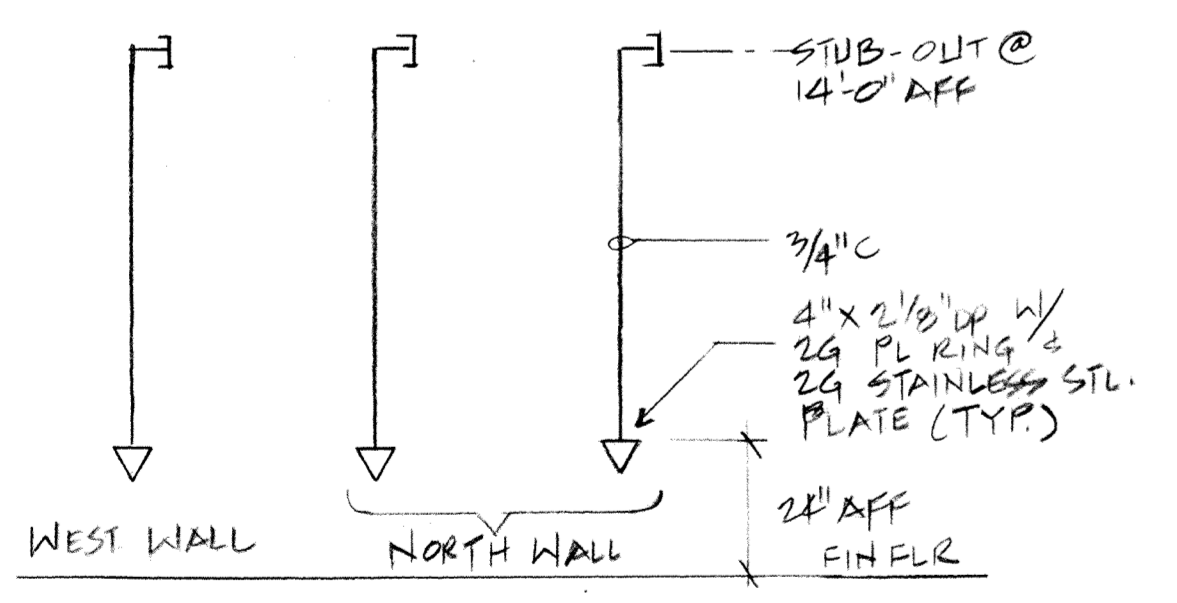 STUB-OUT @
14'-0" AFF
3/4" C
4" X 2 1/8" DP W/
2G PL RING &
2G STAINLESS STL.
PLATE (TYP.)
24" AFF
WEST WALL
NORTH WALL
FIN FLR